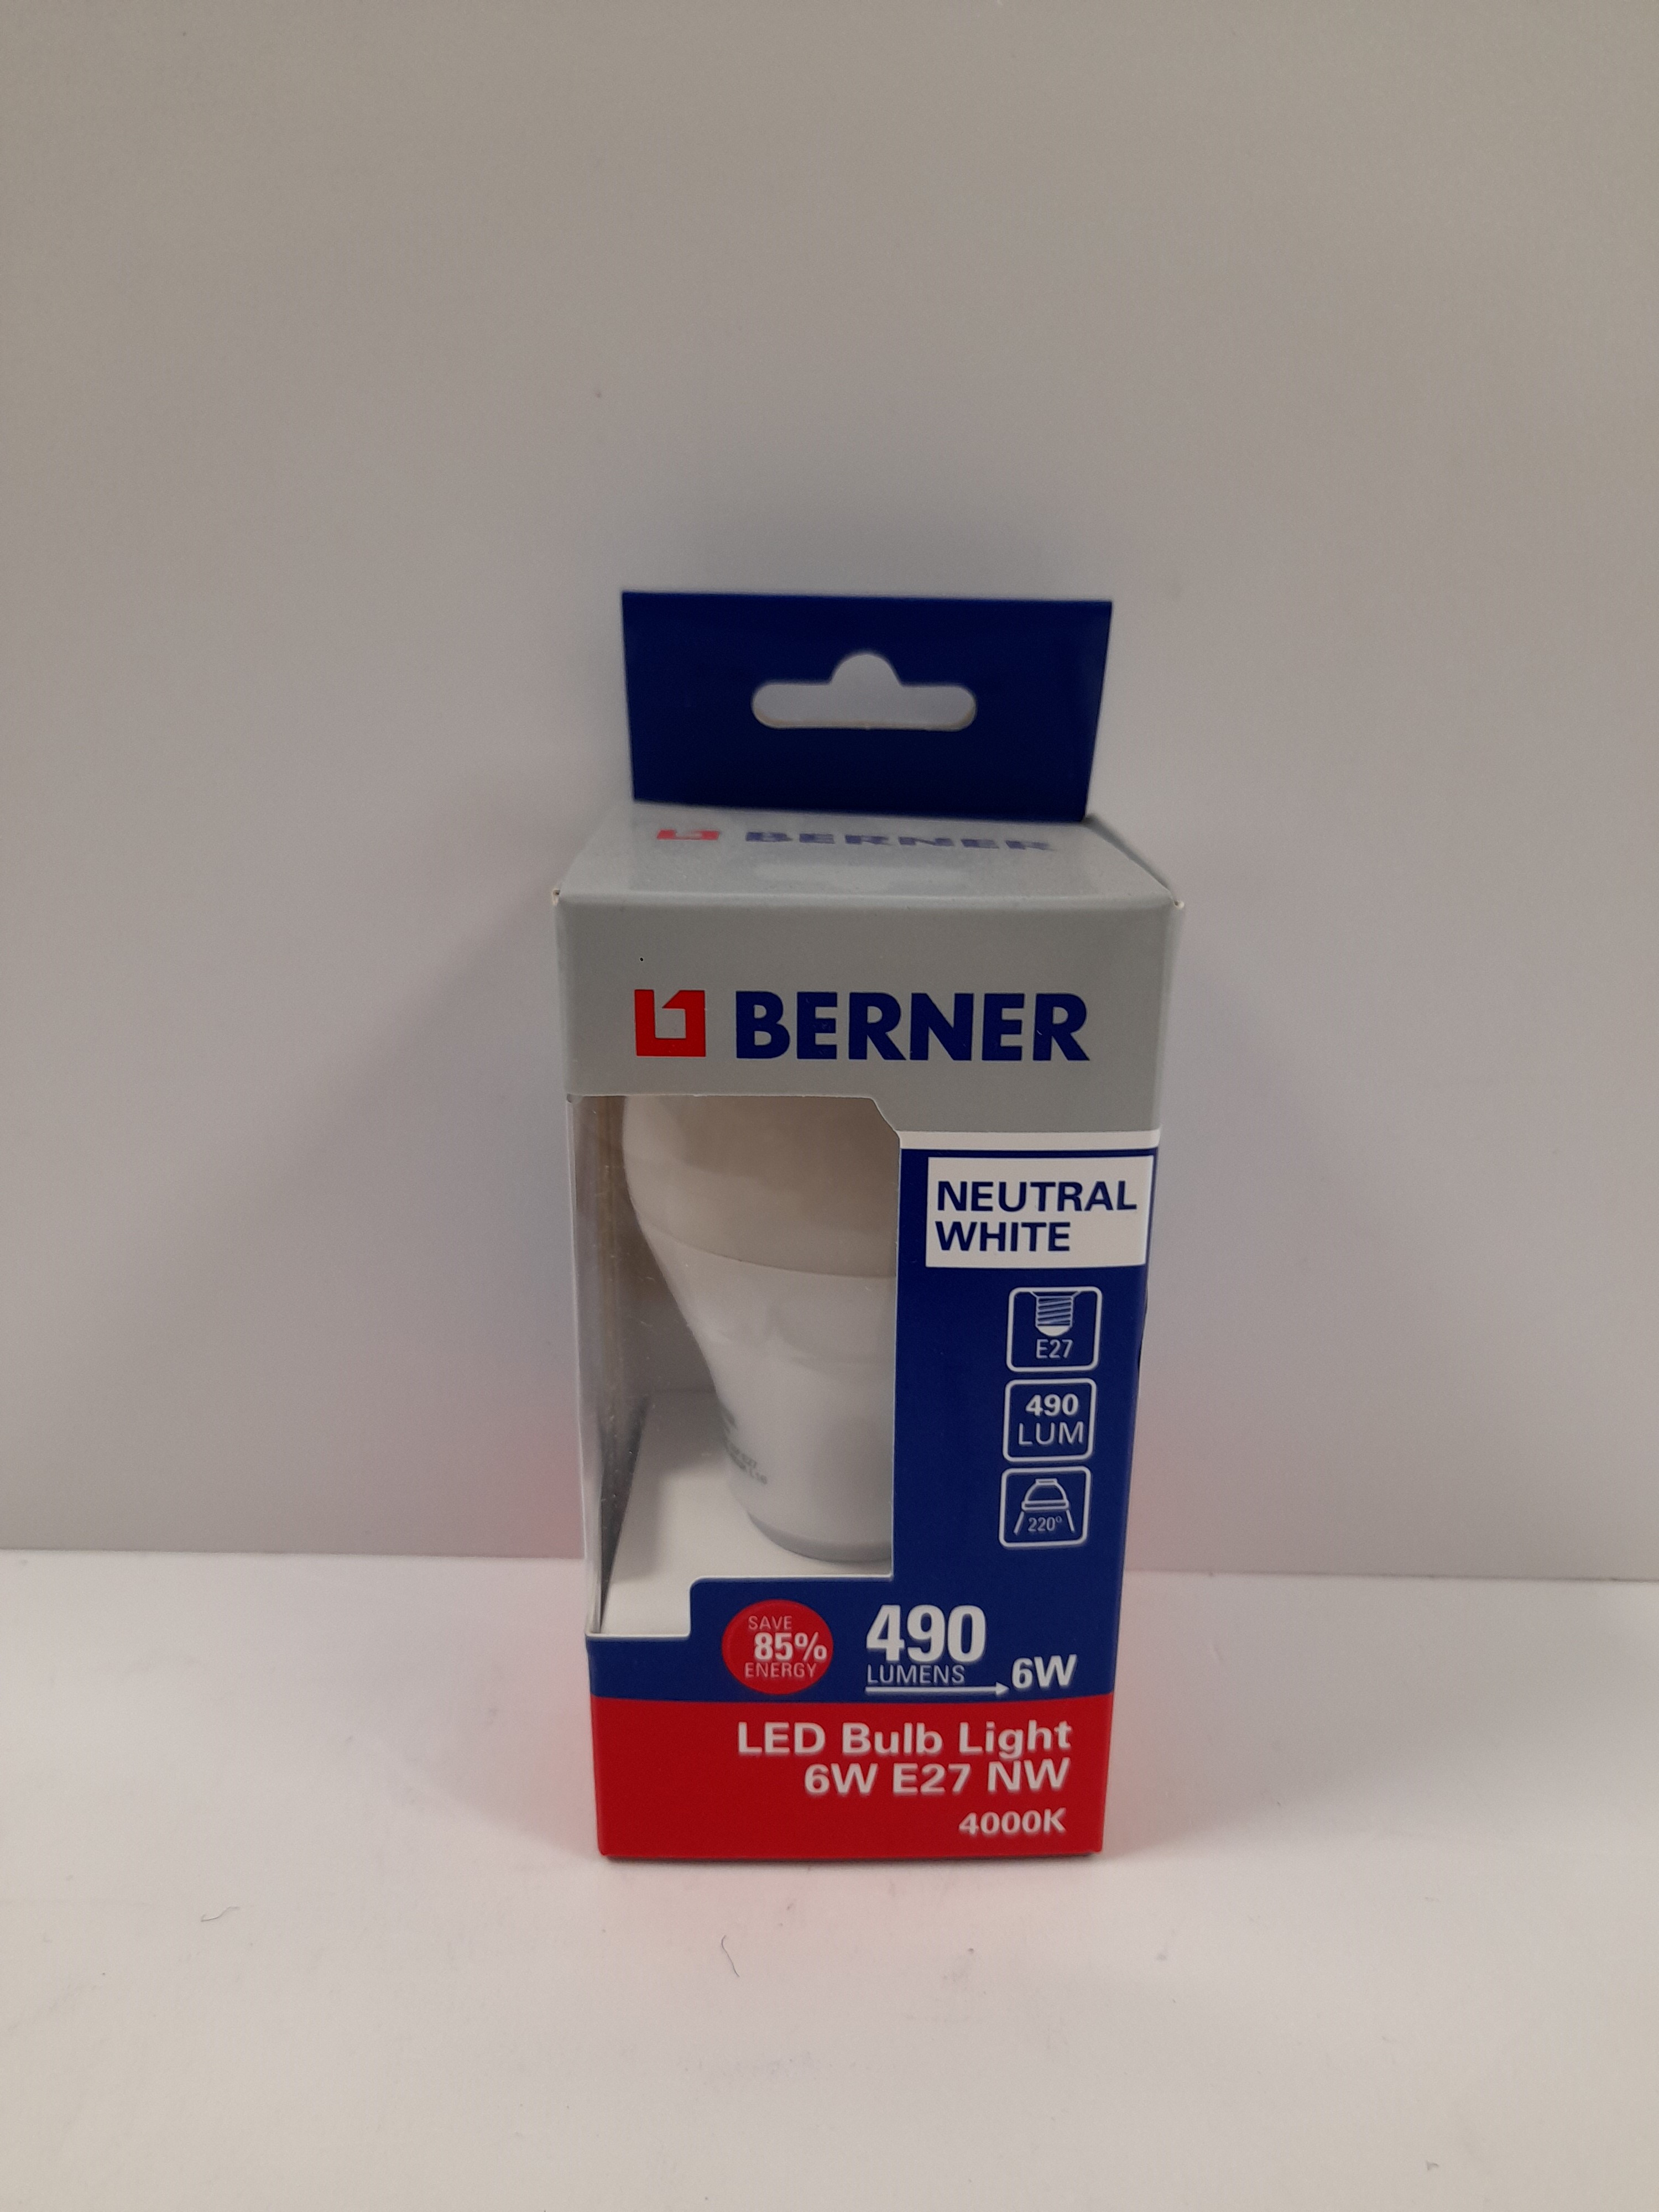 BERNER
BERNER
NEUTRAL
WHITE
E27
490
LUM
220°
SAVE
85%
ENERGY
490
LUMENS
6W
LED Bulb Light
6W E27 NW
4000K